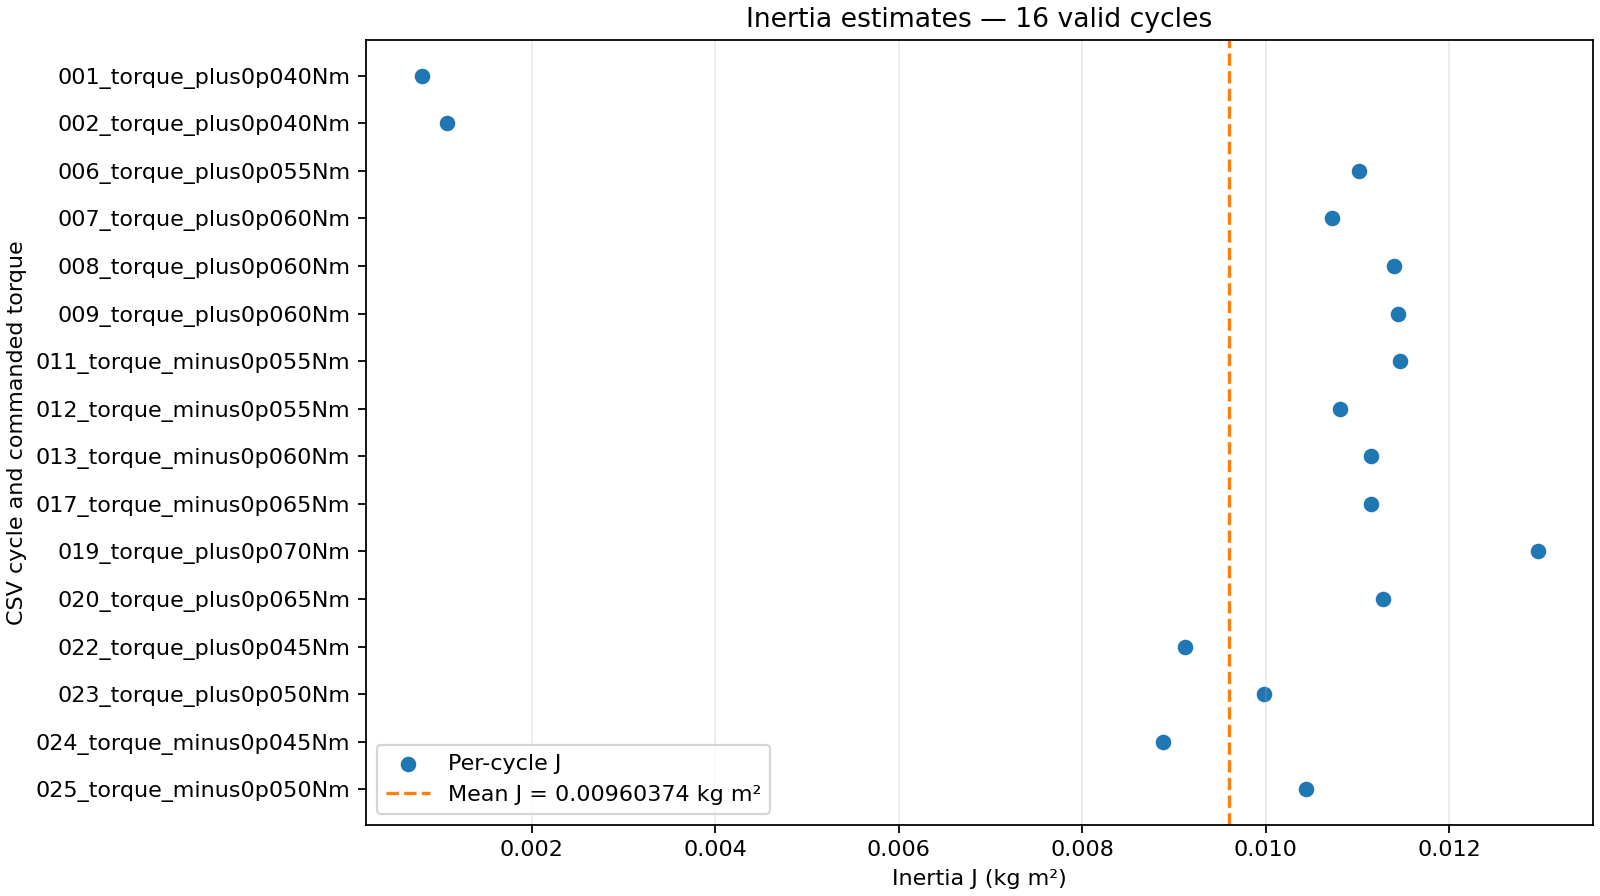 Inertia estimates — 16 valid cycles
CSV cycle and commanded torque
001_torque_plus0p040Nm
002_torque_plus0p040Nm
006_torque_plus0p055Nm
007_torque_plus0p060Nm
008_torque_plus0p060Nm
009_torque_plus0p060Nm
011_torque_minus0p055Nm
012_torque_minus0p055Nm
013_torque_minus0p060Nm
017_torque_minus0p065Nm
019_torque_plus0p070Nm
020_torque_plus0p065Nm
022_torque_plus0p045Nm
023_torque_plus0p050Nm
024_torque_minus0p045Nm
025_torque_minus0p050Nm
Per-cycle J
Mean J = 0.00960374 kg m²
0.002 0.004 0.006 0.008 0.010 0.012
Inertia J (kg m²)